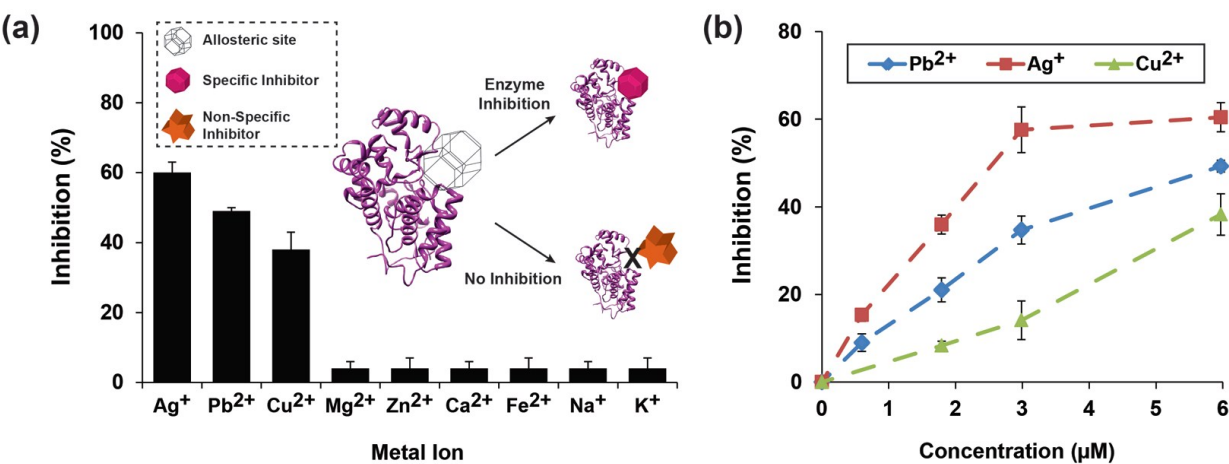 (a)
100
80
60
40
20
0
Inhibition (%)
Allosteric site
Specific Inhibitor
Non-Specific
Inhibitor
Enzyme
Inhibition
No Inhibition
X
Ag+ Pb2+ Cu2+ Mg2+ Zn2+ Ca2+ Fe2+ Na+ K+
Metal Ion
(b)
80
60
40
20
0
Inhibition (%)
Pb2+ Ag+ Cu2+
0 1 2 3 4 5 6
Concentration (µM)